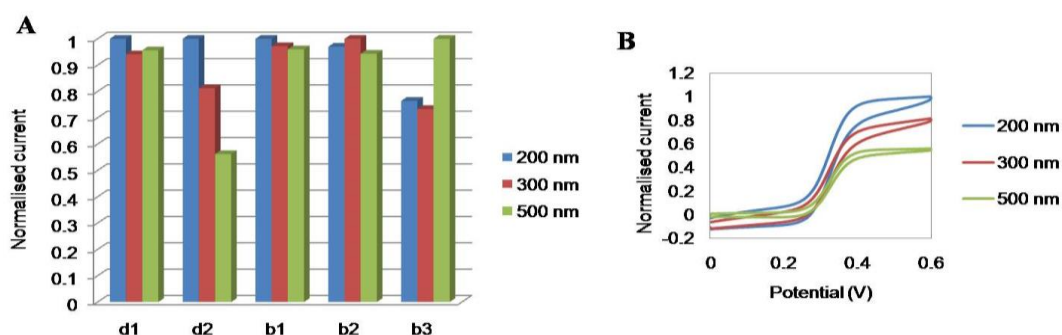 A
Normalised current
1
0.9
0.8
0.7
0.6
0.5
0.4
0.3
0.2
0.1
0
d1 d2 b1 b2 b3
200 nm
300 nm
500 nm
B
Normalised current
1.2
1
0.8
0.6
0.4
0.2
0
-0.2
0 0.2 0.4 0.6
Potential (V)
200 nm
300 nm
500 nm